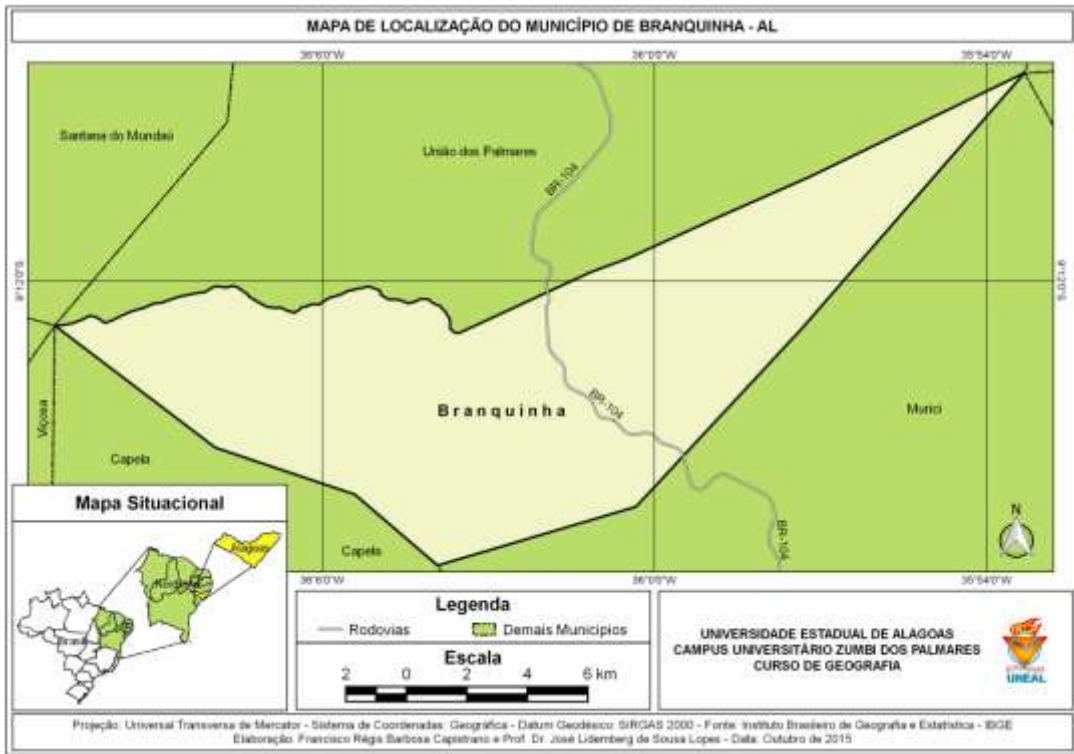 MAPA DE LOCALIZAÇÃO DO MUNICÍPIO DE BRANQUINHA - AL
36°6'0"W 36°0'0"W 35°54'0"W
Santana do Mundaú
União dos Palmares
BR-104
9°12'0"S 9°12'0"S
BR-104
Branquinha
Murici
Viçosa
Capela
Capela
N
BR-104
36°6'0"W 36°0'0"W 35°54'0"W
Mapa Situacional
Alagoas
Brasil
Legenda
Rodovias Demais Municípios
Escala
2 0 2 4 6 km
UNIVERSIDADE ESTADUAL DE ALAGOAS
CAMPUS UNIVERSITÁRIO ZUMBI DOS PALMARES
CURSO DE GEOGRAFIA
UNEAL
Projeção: Universal Transversa de Mercator - Sistema de Coordenadas: Geográfica - Datum Geodésico: SIRGAS 2000 - Fonte: Instituto Brasileiro de Geografia e Estatística - IBGE
Elaboração: Francisco Régis Barbosa Capistrano e Prof. Dr. José Lidemberg de Sousa Lopes - Data: Outubro de 2015